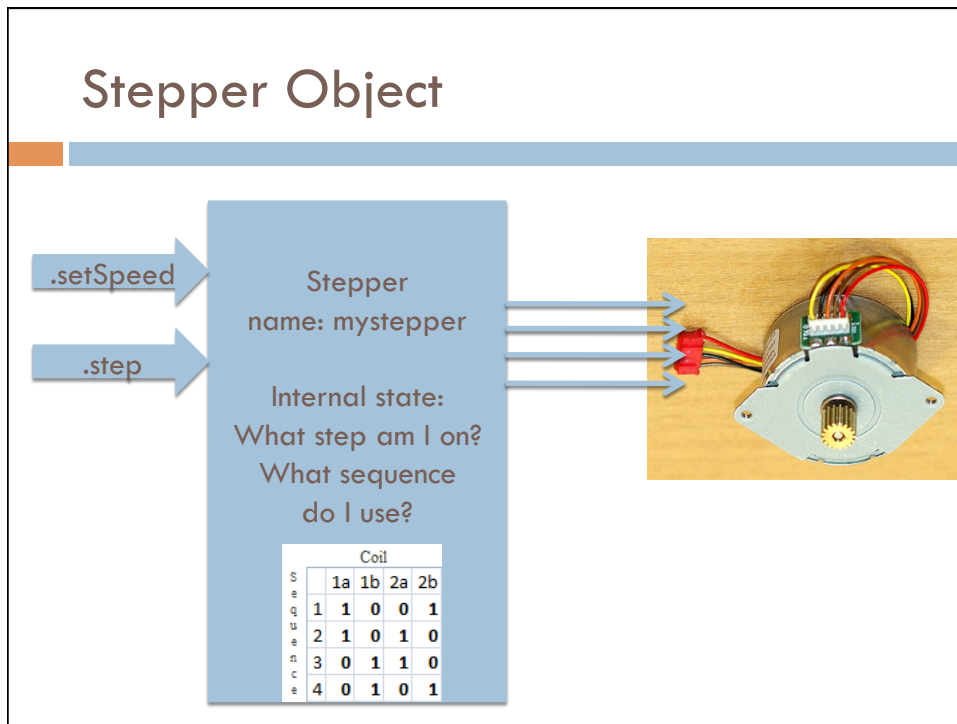 Stepper Object
.setSpeed
.step
Stepper
name: mystepper
Internal state:
What step am I on?
What sequence
do I use?
Coil
Sequence
1a 1b 2a 2b
1 1 0 0 1
2 1 0 1 0
3 0 1 1 0
4 0 1 0 1